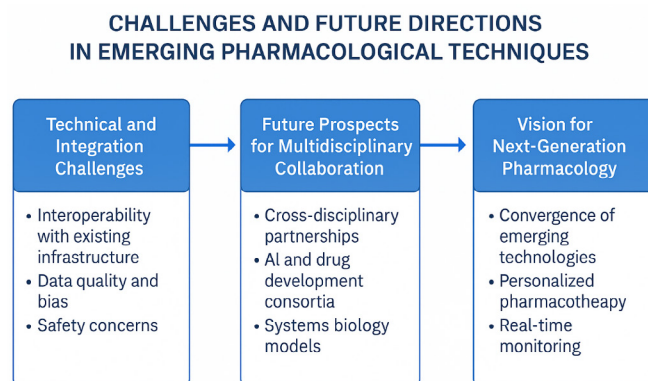 CHALLENGES AND FUTURE DIRECTIONS
IN EMERGING PHARMACOLOGICAL TECHNIQUES
Technical and
Integration
Challenges
• Interoperability
with existing
infrastructure
• Data quality and
bias
• Safety concerns
Future Prospects
for Multidisciplinary
Collaboration
• Cross-disciplinary
partnerships
• AI and drug
development
consortia
• Systems biology
models
Vision for
Next-Generation
Pharmacology
• Convergence of
emerging
technologies
• Personalized
pharmacotheapy
• Real-time
monitoring